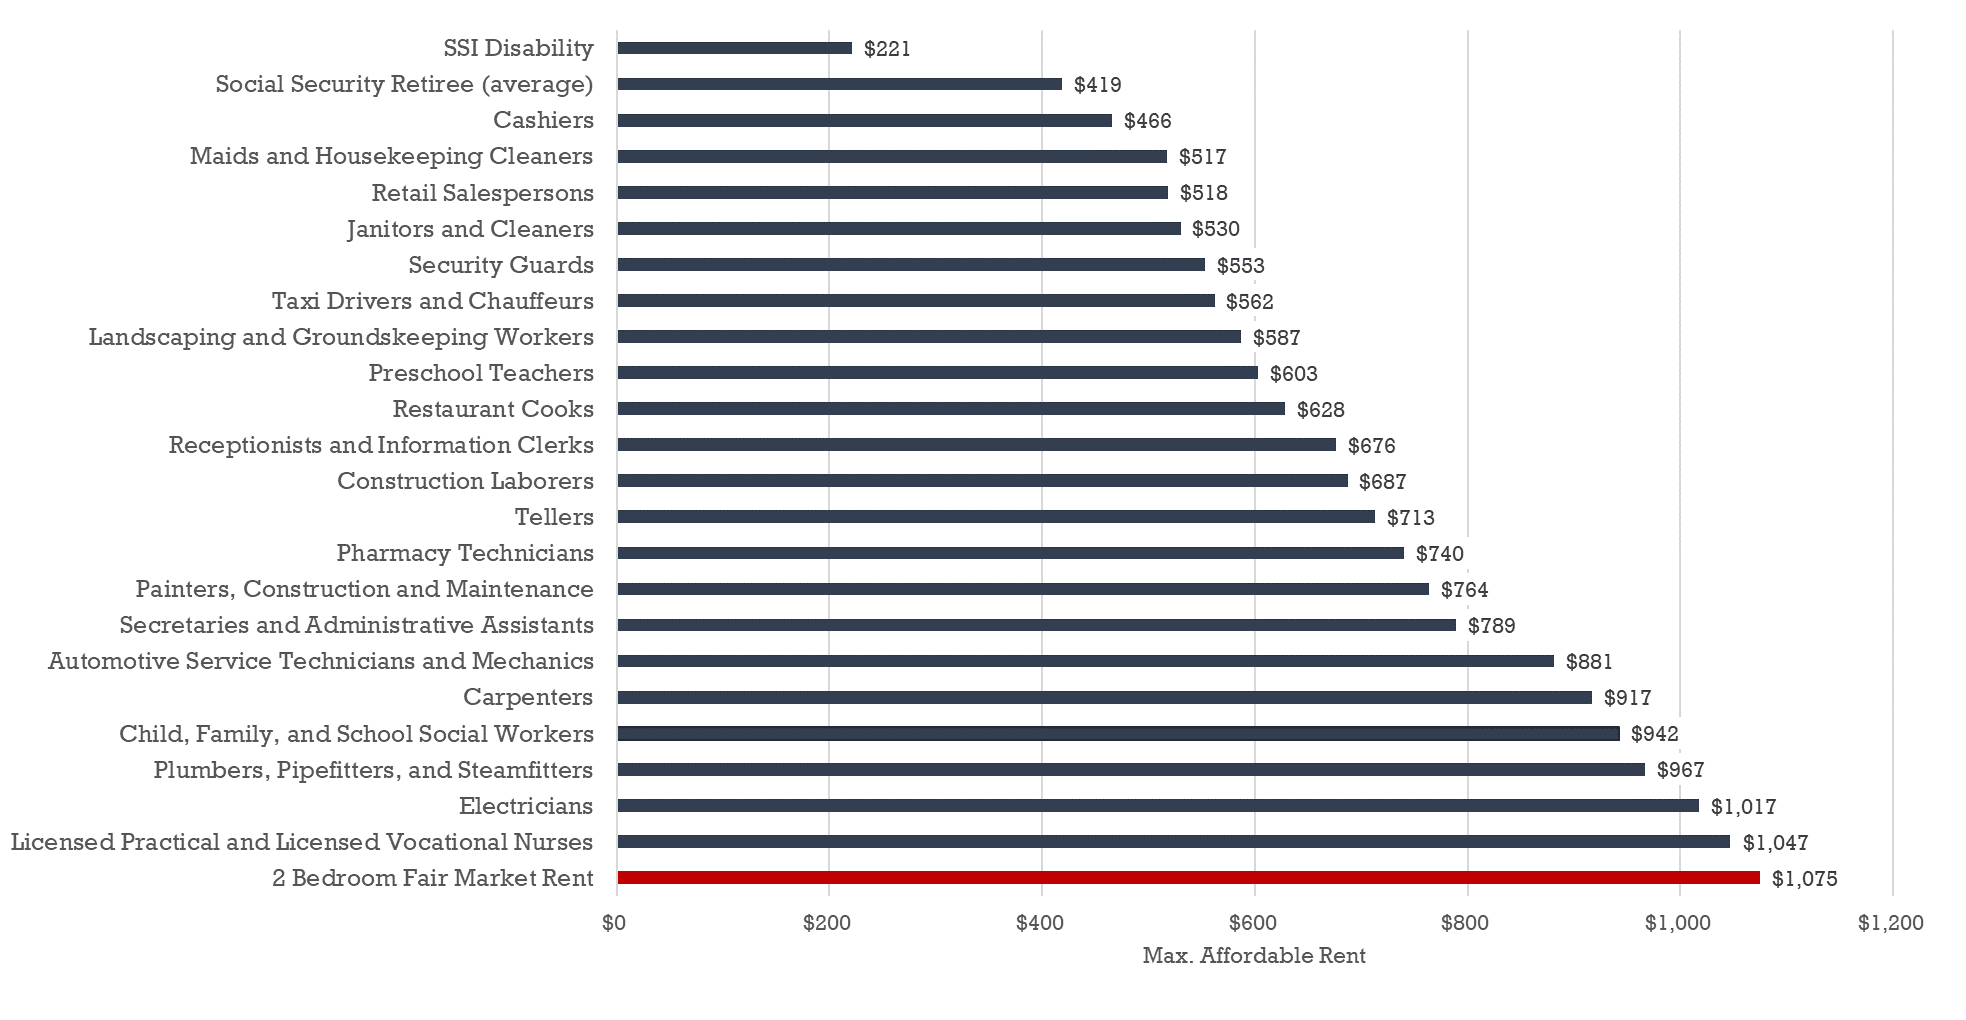 SSI Disability $221
Social Security Retiree (average) $419
Cashiers $466
Maids and Housekeeping Cleaners $517
Retail Salespersons $518
Janitors and Cleaners $530
Security Guards $553
Taxi Drivers and Chauffeurs $562
Landscaping and Groundskeeping Workers $587
Preschool Teachers $603
Restaurant Cooks $628
Receptionists and Information Clerks $676
Construction Laborers $687
Tellers $713
Pharmacy Technicians $740
Painters, Construction and Maintenance $764
Secretaries and Administrative Assistants $789
Automotive Service Technicians and Mechanics $881
Carpenters $917
Child, Family, and School Social Workers $942
Plumbers, Pipefitters, and Steamfitters $967
Electricians $1,017
Licensed Practical and Licensed Vocational Nurses $1,047
2 Bedroom Fair Market Rent $1,075
$0 $200 $400 $600 $800 $1,000 $1,200
Max. Affordable Rent